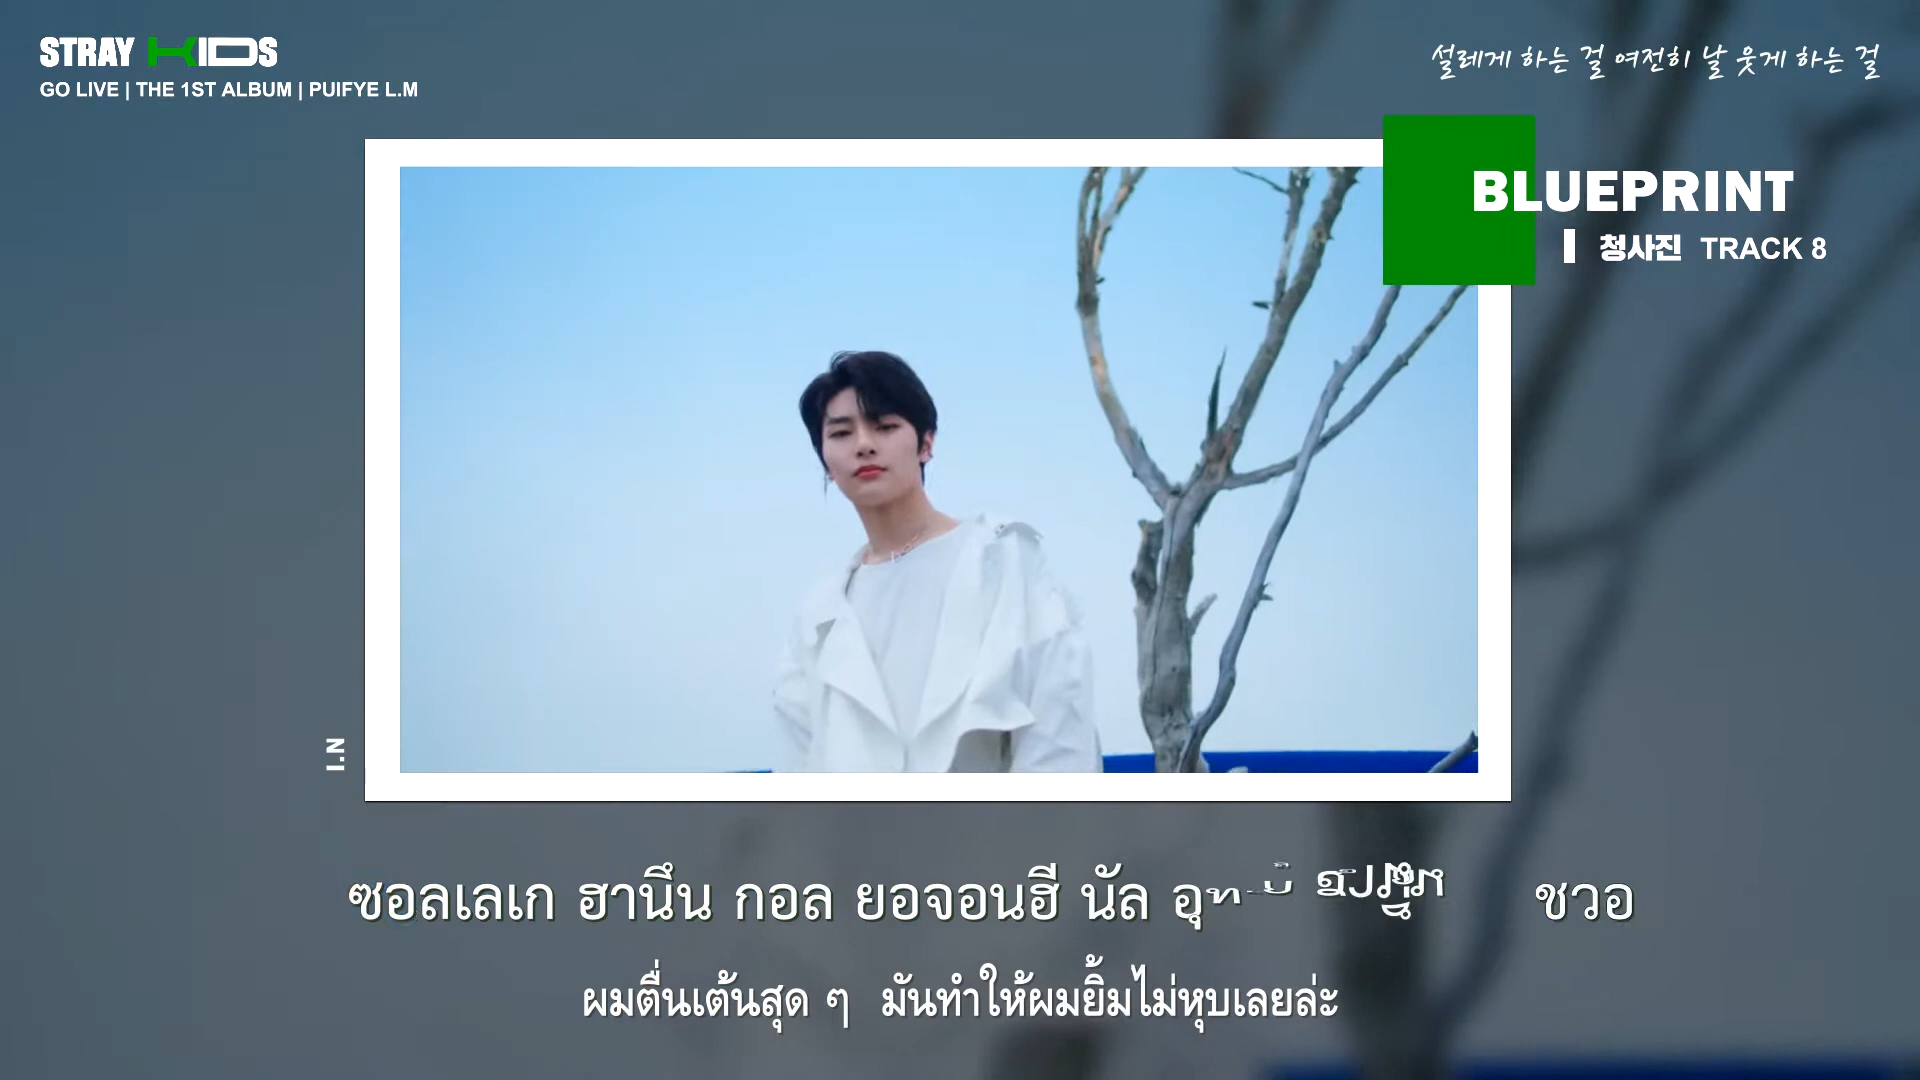 STRAY KIDS
GO LIVE | THE 1ST ALBUM | PUIFYE L.M
설레게 하는 걸 여전히 날 웃게 하는 걸
BLUEPRINT
청사진 TRACK 8
I.N
ซอลเลเก ฮานึน กอล ยอจอนฮี นัล ชวอ
ผมตื่นเต้นสุด ๆ มันทำให้ผมยิ้มไม่หุบเลยล่ะ